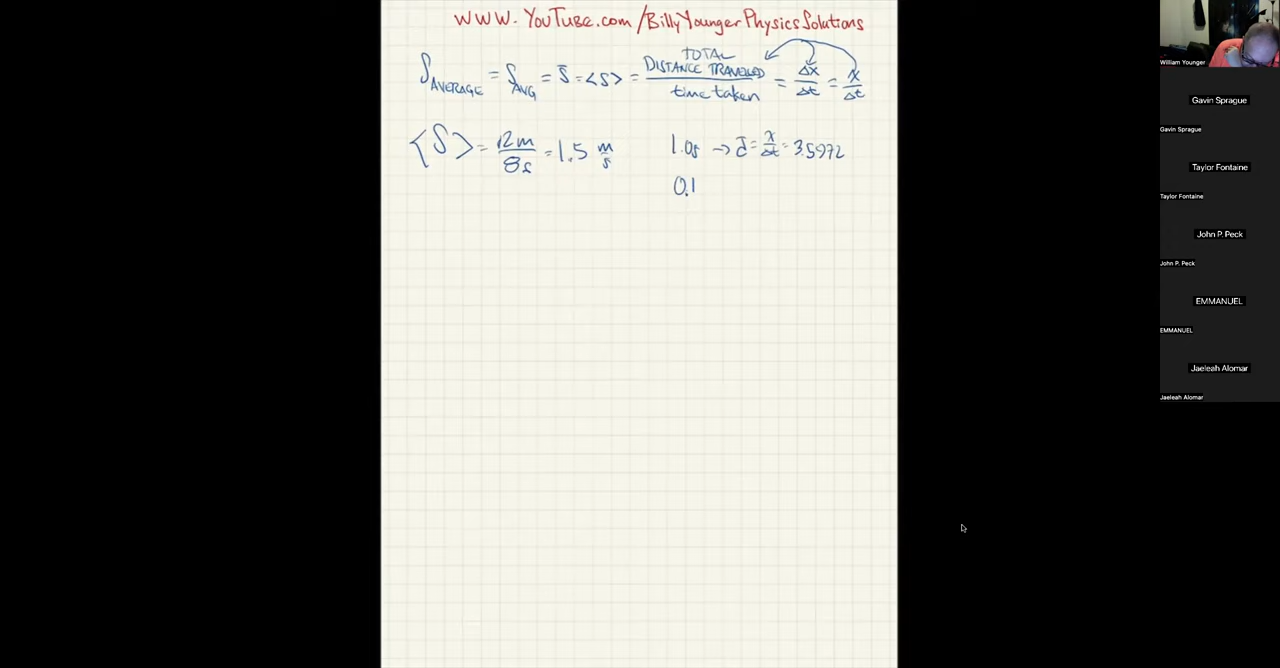 WWW.YouTube.com/BillyYoungerPhysicsSolutions
S_AVERAGE = S_AVG = S̄ = <S> = TOTAL DISTANCE TRAVELED / time taken = Δx/Δt = x/Δt
<S> = 12m/8s = 1.5 m/s
1.0s → = x/Δt = 3.5972
0.1
William Younger
Gavin Sprague
Gavin Sprague
Taylor Fontaine
Taylor Fontaine
John P. Peck
John P. Peck
EMMANUEL
EMMANUEL
Jaeleah Alomar
Jaeleah Alomar